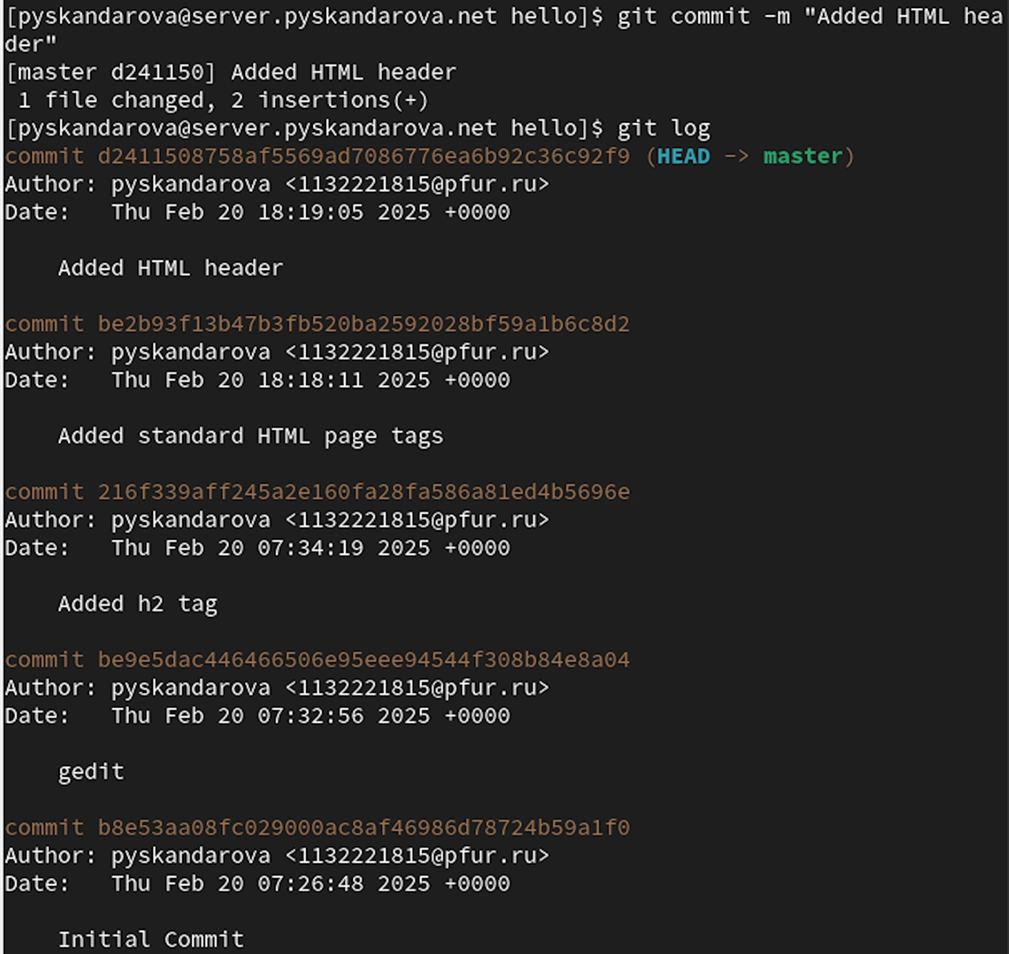 [pyskandarova@server.pyskandarova.net hello]$ git commit -m "Added HTML hea
der"
[master d241150] Added HTML header
 1 file changed, 2 insertions(+)
[pyskandarova@server.pyskandarova.net hello]$ git log
commit d2411508758af5569ad7086776ea6b92c36c92f9 (HEAD -> master)
Author: pyskandarova <1132221815@pfur.ru>
Date:   Thu Feb 20 18:19:05 2025 +0000

    Added HTML header

commit be2b93f13b47b3fb520ba2592028bf59a1b6c8d2
Author: pyskandarova <1132221815@pfur.ru>
Date:   Thu Feb 20 18:18:11 2025 +0000

    Added standard HTML page tags

commit 216f339aff245a2e160fa28fa586a81ed4b5696e
Author: pyskandarova <1132221815@pfur.ru>
Date:   Thu Feb 20 07:34:19 2025 +0000

    Added h2 tag

commit be9e5dac446466506e95eee94544f308b84e8a04
Author: pyskandarova <1132221815@pfur.ru>
Date:   Thu Feb 20 07:32:56 2025 +0000

    gedit

commit b8e53aa08fc029000ac8af46986d78724b59a1f0
Author: pyskandarova <1132221815@pfur.ru>
Date:   Thu Feb 20 07:26:48 2025 +0000

    Initial Commit